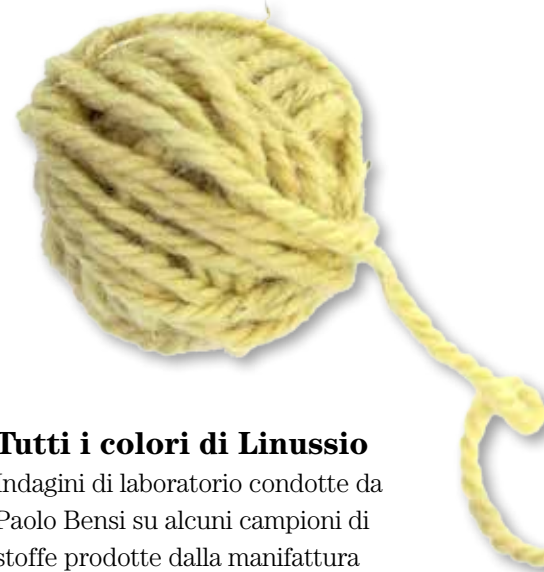 Tutti i colori di Linussio
Indagini di laboratorio condotte da
Paolo Bensi su alcuni campioni di
stoffe prodotte dalla manifattura